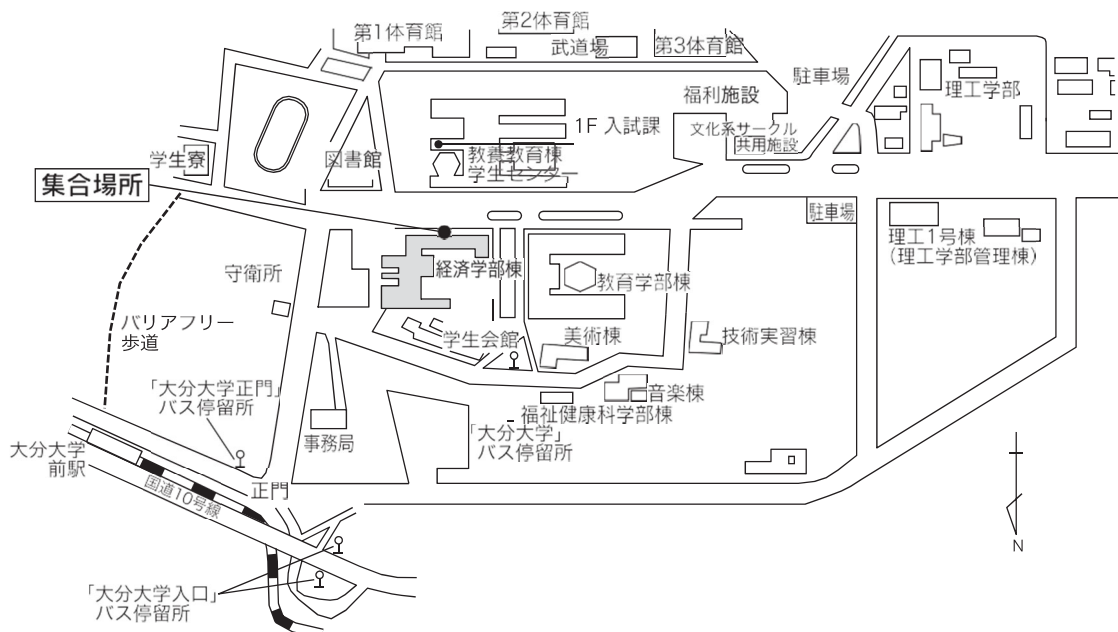 第1体育館
第2体育館
武道場
第3体育館
駐車場
福利施設
理工学部
1F 入試課
文化系サークル
共用施設
学生寮
図書館
教養教育棟
学生センター
集合場所
駐車場
理工1号棟
(理工学部管理棟)
守衛所
経済学部棟
教育学部棟
バリアフリー
歩道
学生会館
美術棟
技術実習棟
「大分大学正門」
バス停留所
音楽棟
福祉健康科学部棟
事務局
「大分大学」
バス停留所
大分大学
前駅
国道10号線
正門
N
「大分大学入口」
バス停留所